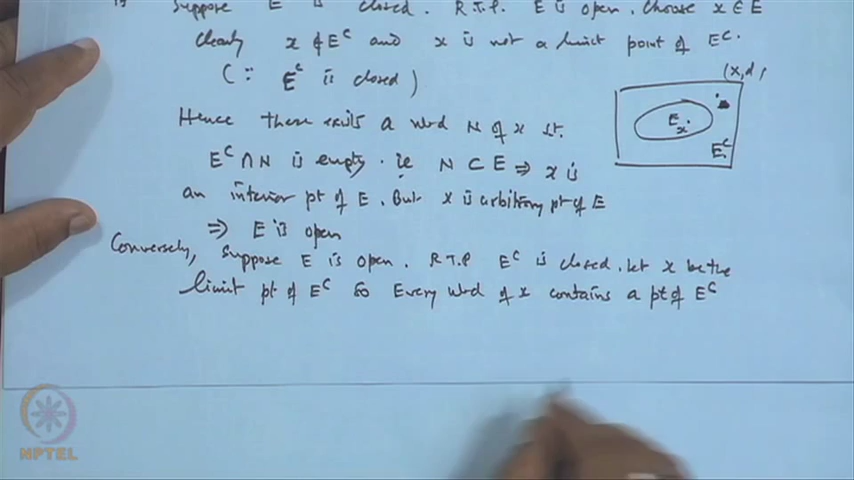 Suppose E is closed. R.T.P. E is open. Choose x ∈ E
Clearly x ∉ E^c and x is not a limit point of E^c.
(∵ E^c is closed)
(X, d)
Hence there exists a nbd N of x st.
E x
E^c
E^c ∩ N is empty. ie N ⊂ E ⇒ x is
an interior pt of E. But x is arbitrary pt of E
⇒ E is open
Conversely, Suppose E is open. R.T.P E^c is closed. Let x be the
limit pt of E^c so Every nbd of x contains a pt of E^c
NPTEL